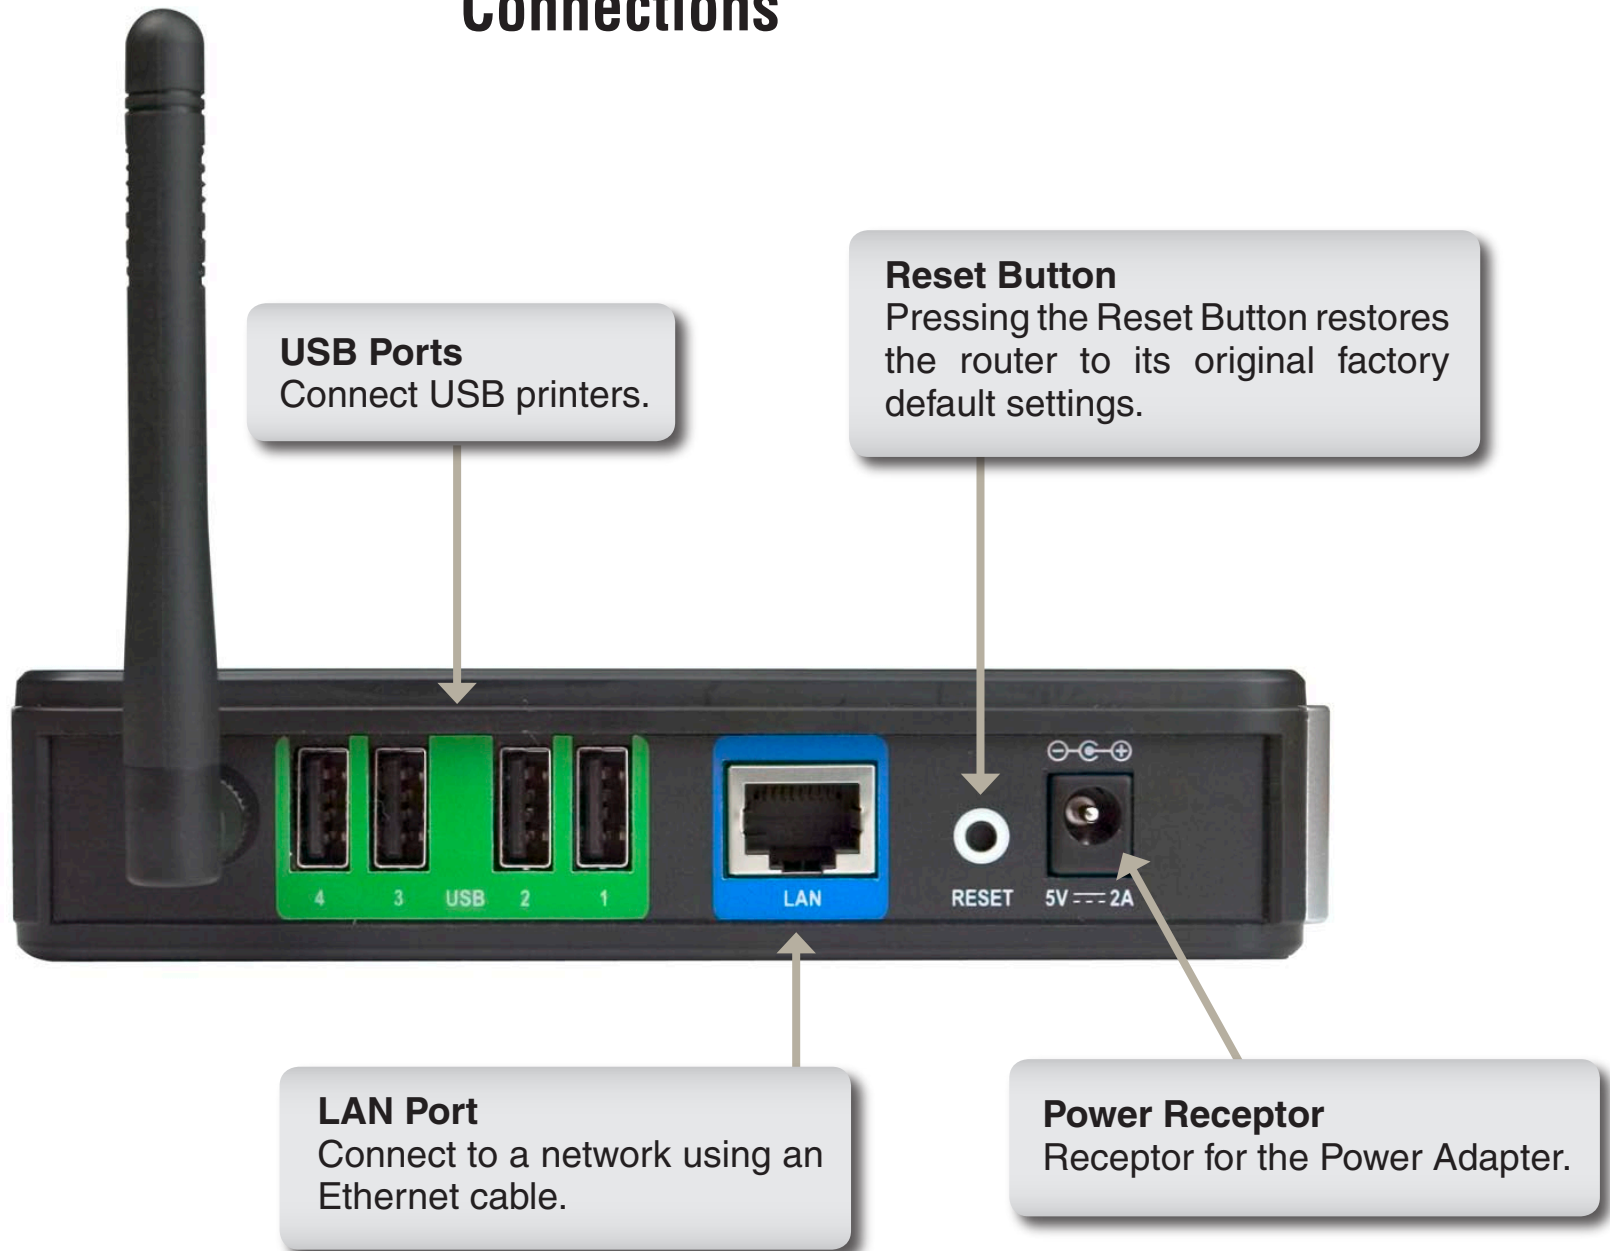 Connections
USB Ports
Connect USB printers.
Reset Button
Pressing the Reset Button restores
the router to its original factory
default settings.
4 3 USB 2 1
LAN
RESET
5V 2A
LAN Port
Connect to a network using an
Ethernet cable.
Power Receptor
Receptor for the Power Adapter.